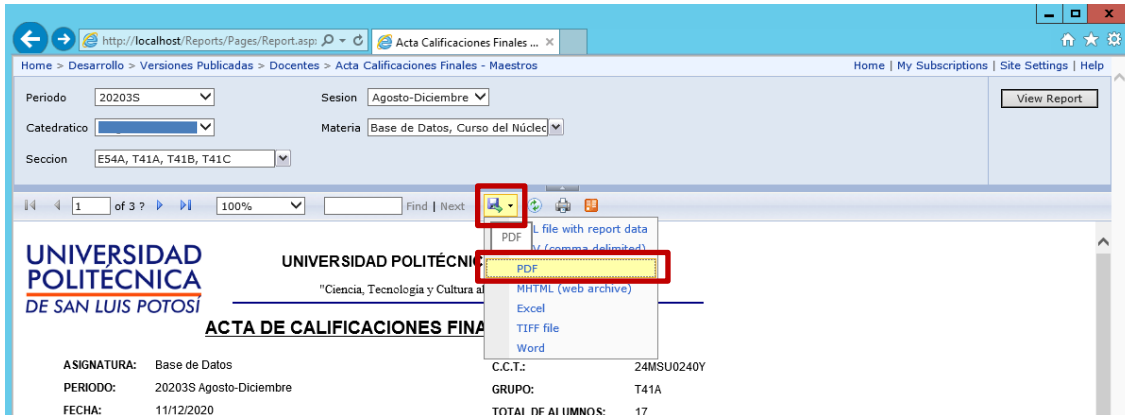 http://localhost/Reports/Pages/Report.asp: Acta Calificaciones Finales ...
Home > Desarrollo > Versiones Publicadas > Docentes > Acta Calificaciones Finales - Maestros Home | My Subscriptions | Site Settings | Help
Periodo 20203S Sesion Agosto-Diciembre View Report
Catedratico Materia Base de Datos, Curso del Núclec
Seccion E54A, T41A, T41B, T41C
1 of 3 ? 100% Find | Next
PDF L file with report data
V (comma delimited)
PDF
MHTML (web archive)
Excel
TIFF file
Word
UNIVERSIDAD
POLITÉCNICA
DE SAN LUIS POTOSÍ
UNIVERSIDAD POLITÉCNIC
"Ciencia, Tecnologia y Cultura al
ACTA DE CALIFICACIONES FINA
ASIGNATURA: Base de Datos C.C.T.: 24MSU0240Y
PERIODO: 20203S Agosto-Diciembre GRUPO: T41A
FECHA: 11/12/2020 TOTAL DE ALUMNOS: 17